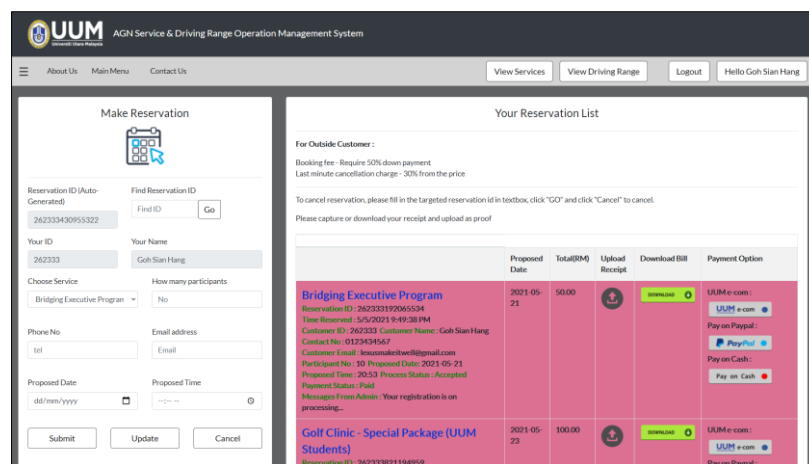 UUM
Universiti Utara Malaysia
AGN Service & Driving Range Operation Management System
About Us Main Menu Contact Us View Services View Driving Range Logout Hello Goh Sian Hang
Make Reservation
Reservation ID (Auto-
Generated)
262333430955322
Find Reservation ID
Find ID Go
Your ID
262333
Your Name
Goh Sian Hang
Choose Service
Bridging Executive Progran
How many participants
No
Phone No
tel
Email address
Email
Proposed Date
dd/mm/yyyy
Proposed Time
--:-- --
Submit Update Cancel
Your Reservation List
For Outside Customer :
Booking fee - Require 50% down payment
Last minute cancellation charge - 30% from the price
To cancel reservation, please fill in the targeted reservation id in textbox, click "GO" and click "Cancel" to cancel.
Please capture or download your receipt and upload as proof
Proposed
Date
Total(RM)
Upload
Receipt
Download Bill
Payment Option
Bridging Executive Program
Reservation ID : 262333192065534
Time Reserved : 5/5/2021 9:49:38 PM
Customer ID : 262333 Customer Name : Goh Sian Hang
Contact No : 0123434567
Customer Email : lexusmakeitwell@gmail.com
Participant No : 10 Proposed Date: 2021-05-21
Proposed Time : 20:53 Process Status : Accepted
Payment Status : Paid
Messages From Admin : Your registration is on
processing...
2021-05-
21
50.00
DOWNLOAD
UUM e-com :
UUM e-com
Pay on Paypal :
PayPal
Pay on Cash :
Pay on Cash
Golf Clinic - Special Package (UUM
Students)
Reservation ID : 262333821194959
2021-05-
23
100.00
DOWNLOAD
UUM e-com :
UUM e-com
Pay on Paypal :